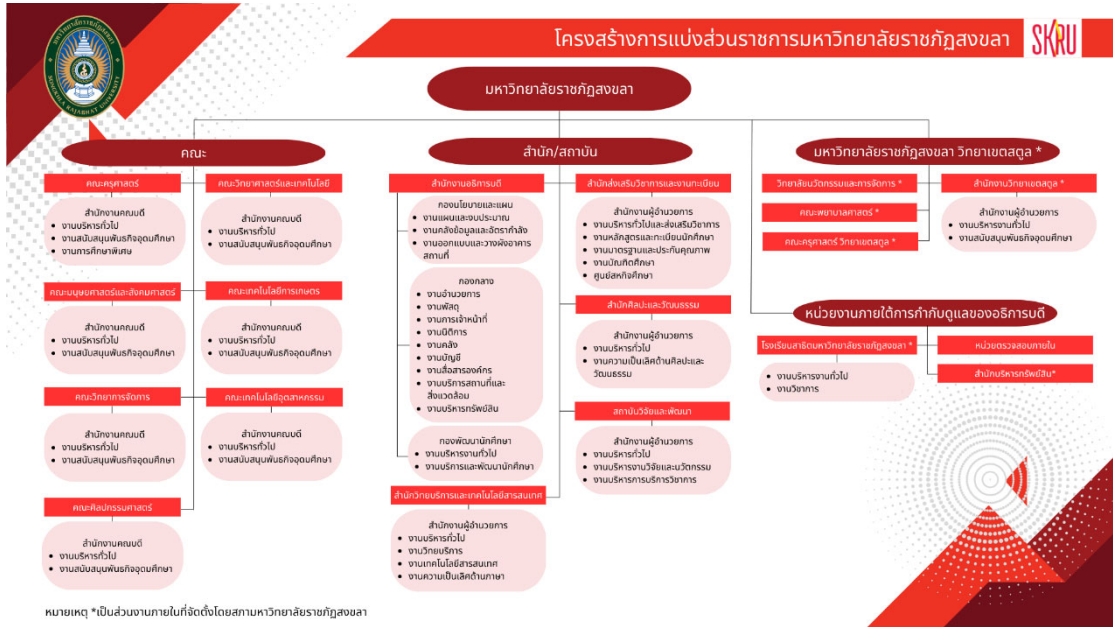 โครงสร้างการแบ่งส่วนราชการมหาวิทยาลัยราชภัฏสงขลา
SKRU
มหาวิทยาลัยราชภัฏสงขลา
SONGKHLA RAJABHAT UNIVERSITY
มหาวิทยาลัยราชภัฏสงขลา
คณะ
คณะครุศาสตร์
สำนักงานคณบดี
งานบริหารทั่วไป
งานสนับสนุนพันธกิจอุดมศึกษา
งานการศึกษาพิเศษ
คณะวิทยาศาสตร์และเทคโนโลยี
สำนักงานคณบดี
งานบริหารทั่วไป
งานสนับสนุนพันธกิจอุดมศึกษา
คณะมนุษยศาสตร์และสังคมศาสตร์
สำนักงานคณบดี
งานบริหารทั่วไป
งานสนับสนุนพันธกิจอุดมศึกษา
คณะเทคโนโลยีการเกษตร
สำนักงานคณบดี
งานบริหารทั่วไป
งานสนับสนุนพันธกิจอุดมศึกษา
คณะวิทยาการจัดการ
สำนักงานคณบดี
งานบริหารทั่วไป
งานสนับสนุนพันธกิจอุดมศึกษา
คณะเทคโนโลยีอุตสาหกรรม
สำนักงานคณบดี
งานบริหารทั่วไป
งานสนับสนุนพันธกิจอุดมศึกษา
คณะศิลปกรรมศาสตร์
สำนักงานคณบดี
งานบริหารทั่วไป
งานสนับสนุนพันธกิจอุดมศึกษา
สำนัก/สถาบัน
สำนักงานอธิการบดี
กองนโยบายและแผน
งานแผนและงบประมาณ
งานคลังข้อมูลและอัตรากำลัง
งานออกแบบและวางผังอาคาร
สถานที่
กองกลาง
งานอำนวยการ
งานพัสดุ
งานการเจ้าหน้าที่
งานนิติการ
งานคลัง
งานบัญชี
งานสื่อสารองค์กร
งานบริการสถานที่และ
สิ่งแวดล้อม
งานบริหารทรัพย์สิน
กองพัฒนานักศึกษา
งานบริหารงานทั่วไป
งานบริการและพัฒนานักศึกษา
สำนักวิทยบริการและเทคโนโลยีสารสนเทศ
สำนักงานผู้อำนวยการ
งานบริหารทั่วไป
งานวิทยบริการ
งานเทคโนโลยีสารสนเทศ
งานความเป็นเลิศด้านภาษา
สำนักส่งเสริมวิชาการและงานทะเบียน
สำนักงานผู้อำนวยการ
งานบริหารทั่วไปและส่งเสริมวิชาการ
งานหลักสูตรและทะเบียนนักศึกษา
งานมาตรฐานและประกันคุณภาพ
งานบัณฑิตศึกษา
ศูนย์สหกิจศึกษา
สำนักศิลปะและวัฒนธรรม
สำนักงานผู้อำนวยการ
งานบริหารทั่วไป
งานความเป็นเลิศด้านศิลปะและ
วัฒนธรรม
สถาบันวิจัยและพัฒนา
สำนักงานผู้อำนวยการ
งานบริหารทั่วไป
งานบริหารงานวิจัยและนวัตกรรม
งานบริหารการบริการวิชาการ
มหาวิทยาลัยราชภัฏสงขลา วิทยาเขตสตูล *
วิทยาลัยนวัตกรรมและการจัดการ *
คณะพยาบาลศาสตร์ *
คณะครุศาสตร์ วิทยาเขตสตูล *
สำนักงานวิทยาเขตสตูล *
สำนักงานผู้อำนวยการ
งานบริหารงานทั่วไป
งานสนับสนุนพันธกิจอุดมศึกษา
หน่วยงานภายใต้การกำกับดูแลของอธิการบดี
โรงเรียนสาธิตมหาวิทยาลัยราชภัฏสงขลา *
งานบริหารงานทั่วไป
งานวิชาการ
หน่วยตรวจสอบภายใน
สำนักบริหารทรัพย์สิน*
หมายเหตุ *เป็นส่วนงานภายในที่จัดตั้งโดยสภามหาวิทยาลัยราชภัฏสงขลา